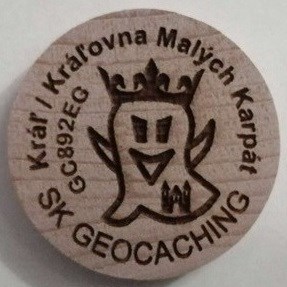 Kráľ / Kráľovna Malých Karpát
GC892EG
SK GEOCACHING